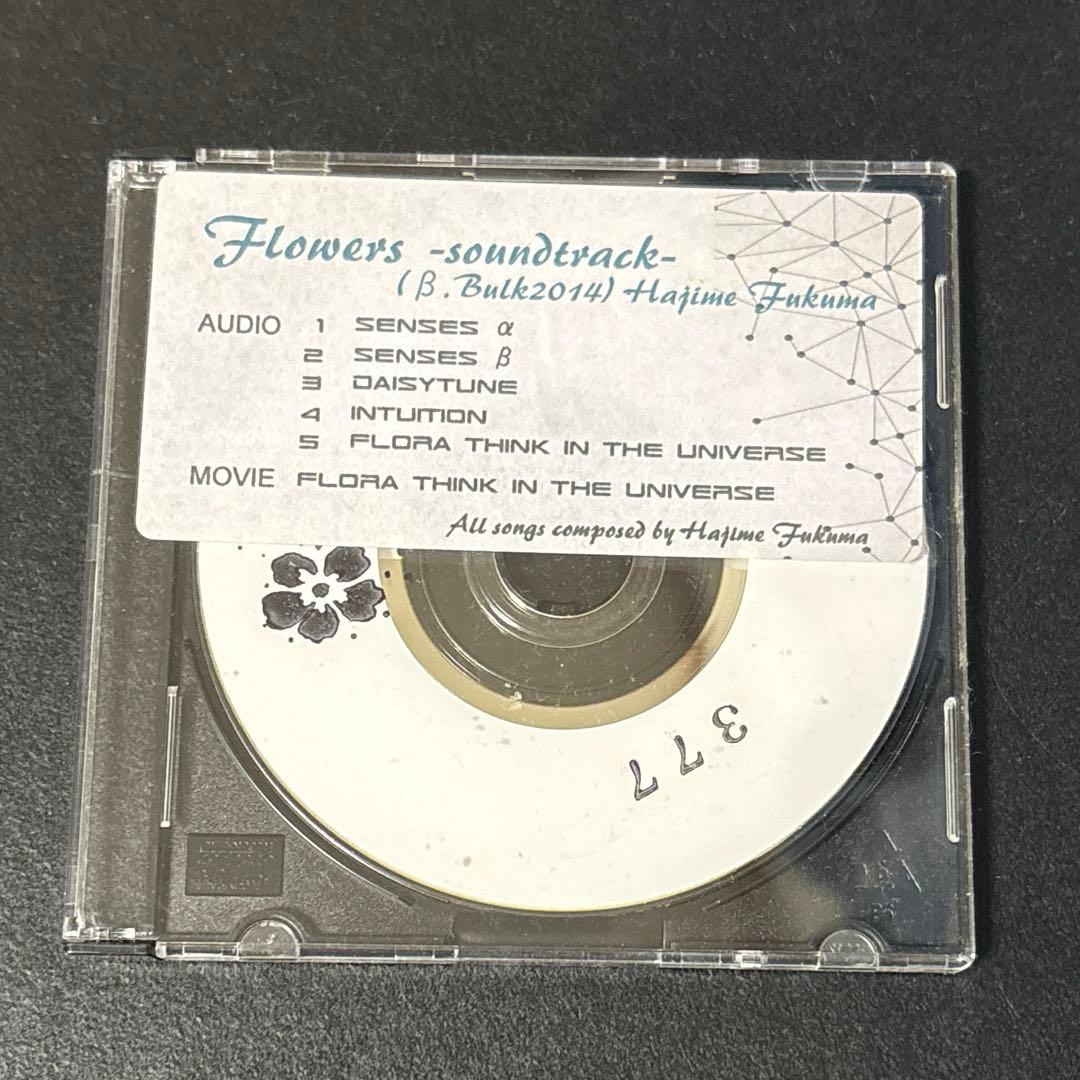 Flowers -soundtrack-
(β.Bulk2014) Hajime Fukuma
AUDIO 1 SENSES α
2 SENSES β
3 DAISYTUNE
4 INTUITION
5 FLORA THINK IN THE UNIVERSE
MOVIE FLORA THINK IN THE UNIVERSE
All songs composed by Hajime Fukuma
377